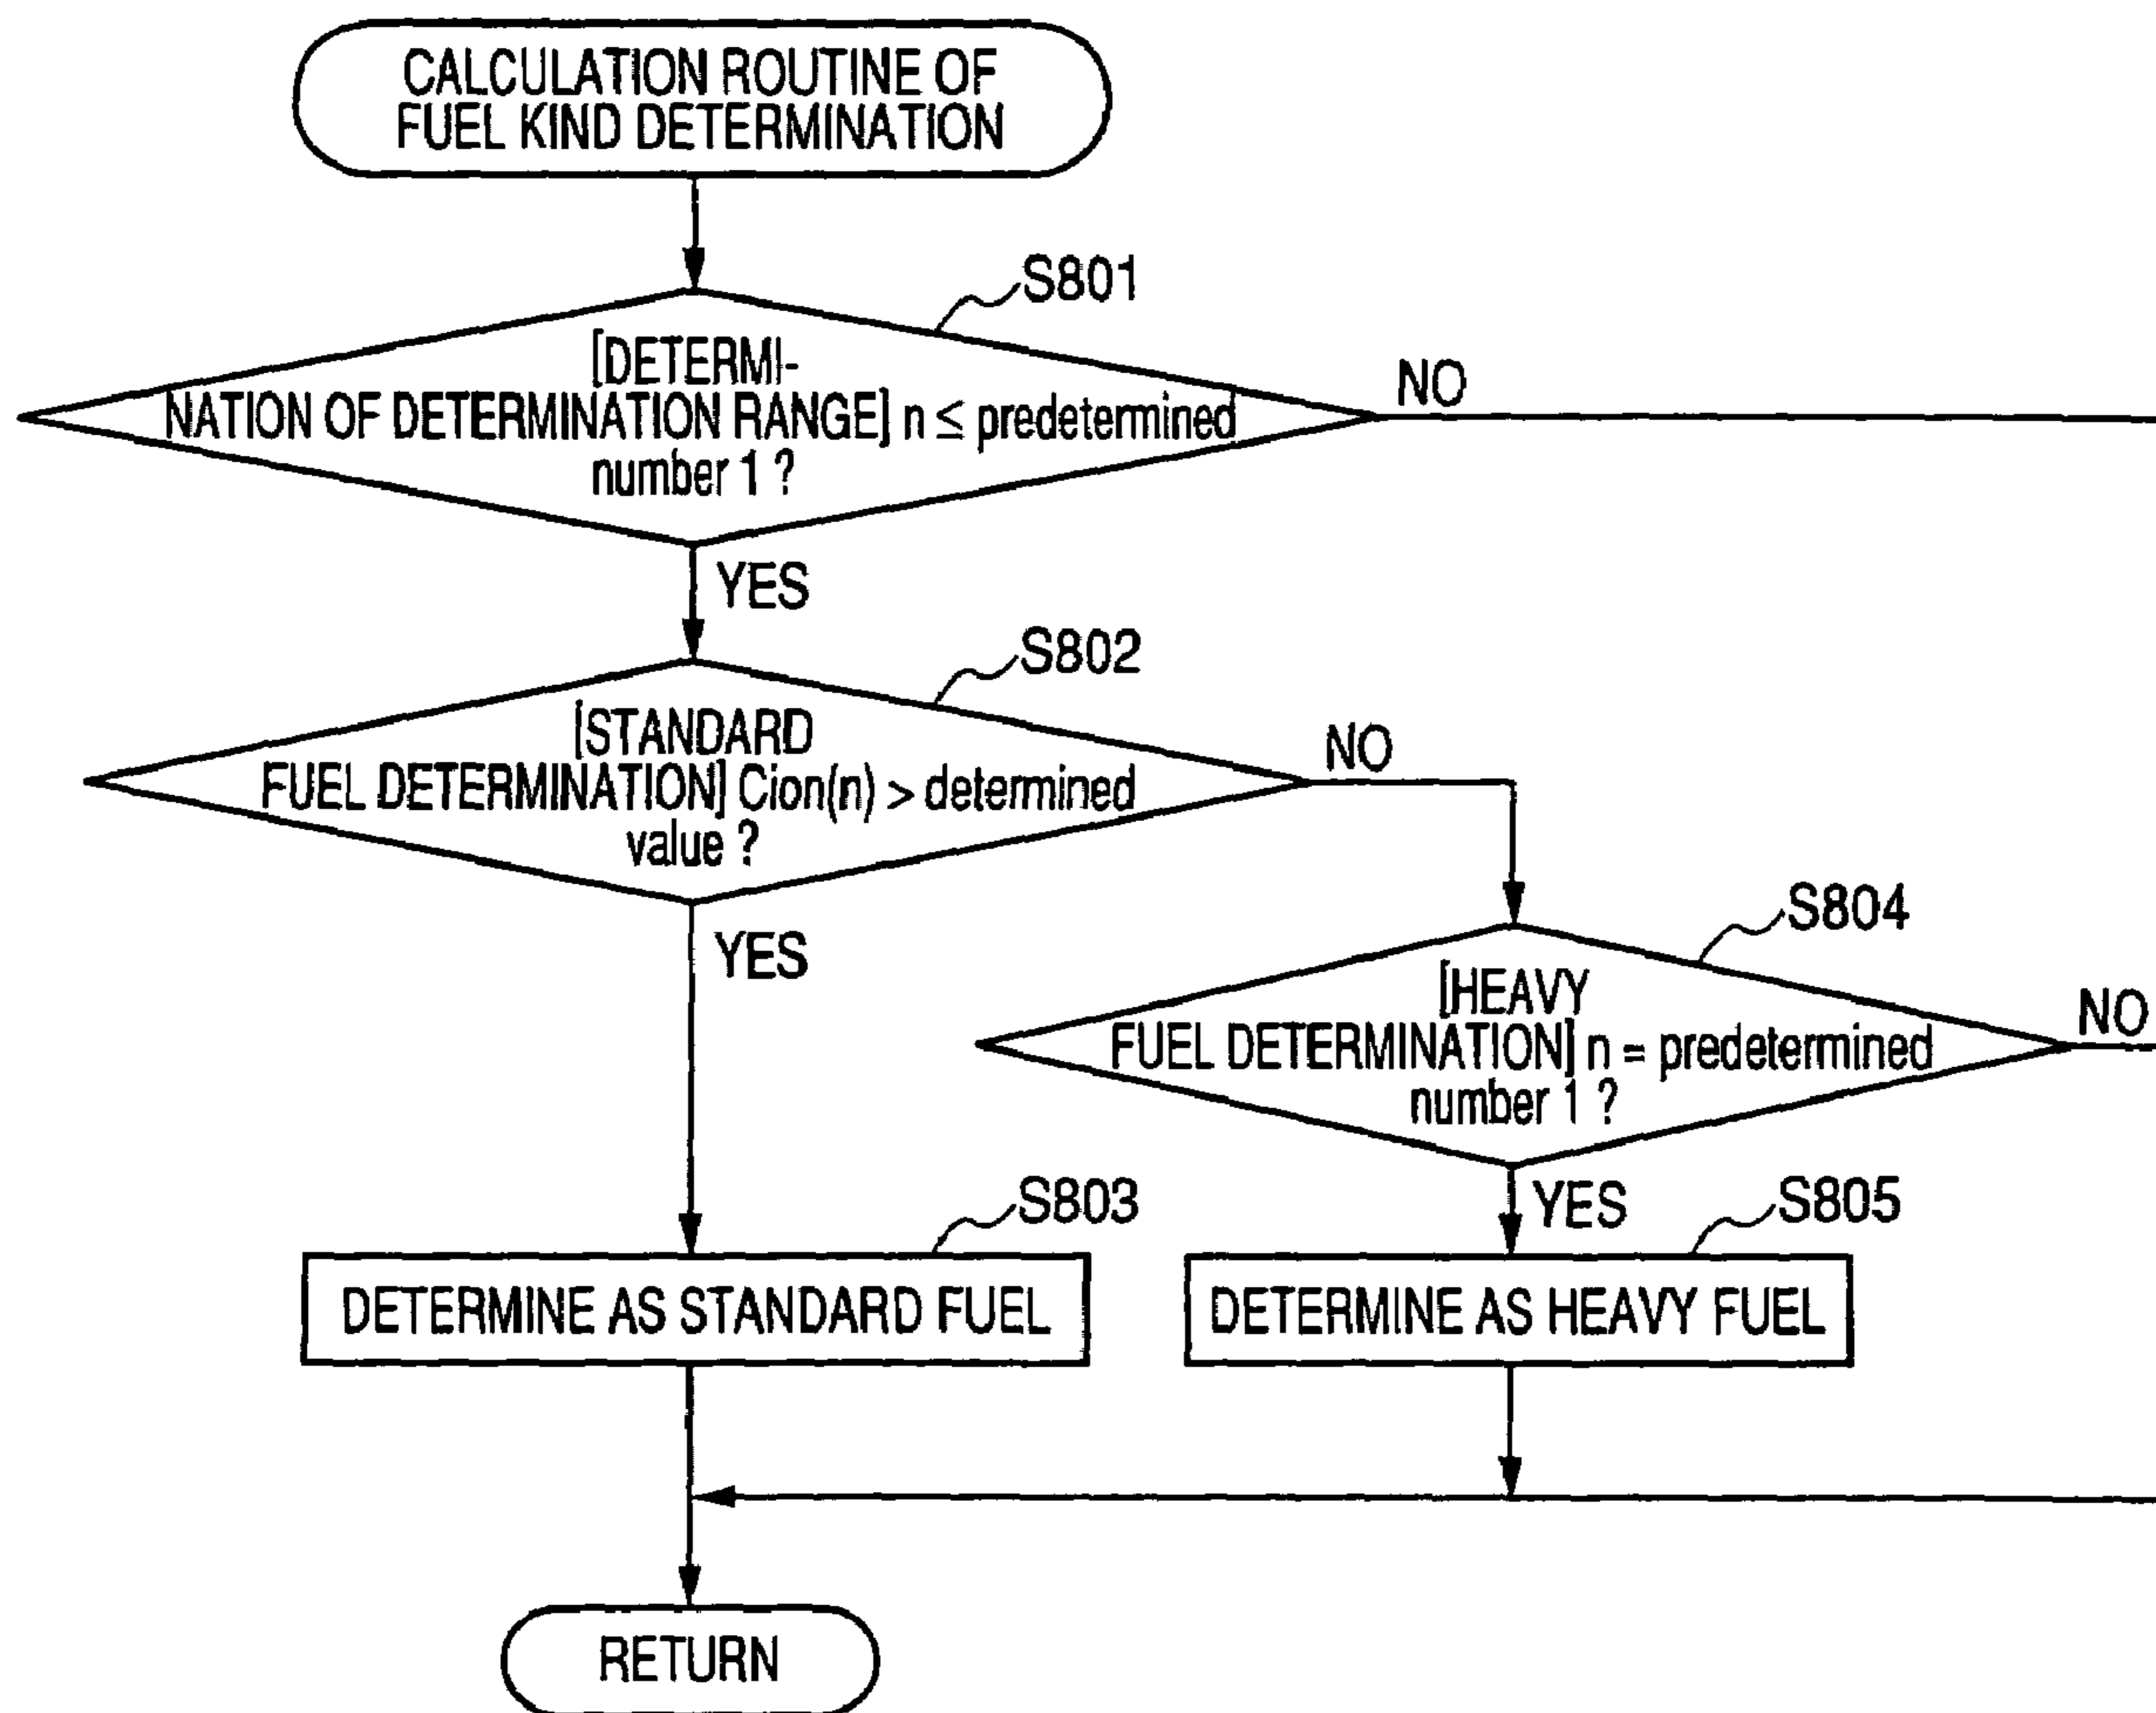 CALCULATION ROUTINE OF
FUEL KIND DETERMINATION
S801
[DETERMI-
NATION OF DETERMINATION RANGE] n ≤ predetermined
number 1 ?
NO
YES
S802
[STANDARD
FUEL DETERMINATION] Cion(n) > determined
value ?
NO
YES
S804
[HEAVY
FUEL DETERMINATION] n = predetermined
number 1 ?
NO
YES
S803
DETERMINE AS STANDARD FUEL
S805
DETERMINE AS HEAVY FUEL
RETURN